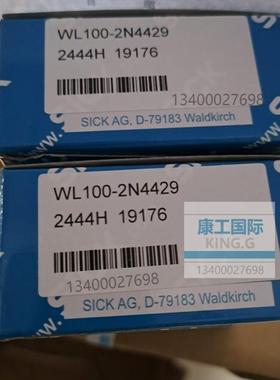 SICK
WL100-2N4429
2444H 19176
13400027698
SICK AG, D-79183 Waldkirch
WL100-2N4429
2444H 19176
康工国际
KING.G
13400027698
13400027698
SICK AG, D-79183 Waldkirch